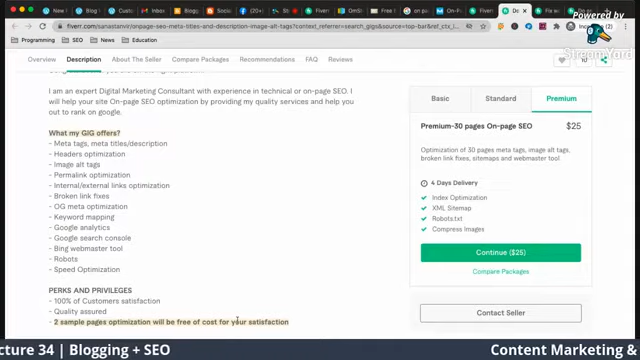 Powered by
StreamYard
fiverr.com/sunastanvir/onpage-seo-meta-titles-and-description-image-alt-tags?context_referrer=search_gigs&source=top-bar&ref_ctx_i
Programming
SEO
News
Education
Overview
Description
About The Seller
Compare Packages
Recommendations
FAQ
Reviews
I am an expert Digital Marketing Consultant with experience in technical or on-page SEO. I
will help your site On-page SEO optimization by providing my quality services and help you
out to rank on google.
What my GIG offers?
- Meta tags, meta titles/description
- Headers optimization
- Image alt tags
- Permalink optimization
- Internal/external links optimization
- Broken link fixes
- OG meta optimization
- Keyword mapping
- Google analytics
- Google search console
- Bing webmaster tool
- Robots
- Speed Optimization
PERKS AND PRIVILEGES
- 100% of Customers satisfaction
- Quality assured
- 2 sample pages optimization will be free of cost for your satisfaction
Basic
Standard
Premium
Premium-30 pages On-page SEO
$25
Optimization of 30 pages meta tags, image alt tags,
broken link fixes, sitemaps and webmaster tool
4 Days Delivery
Index Optimization
XML Sitemap
Robots.txt
Compress Images
Continue ($25)
Compare Packages
Contact Seller
cture 34 | Blogging + SEO
Content Marketing &